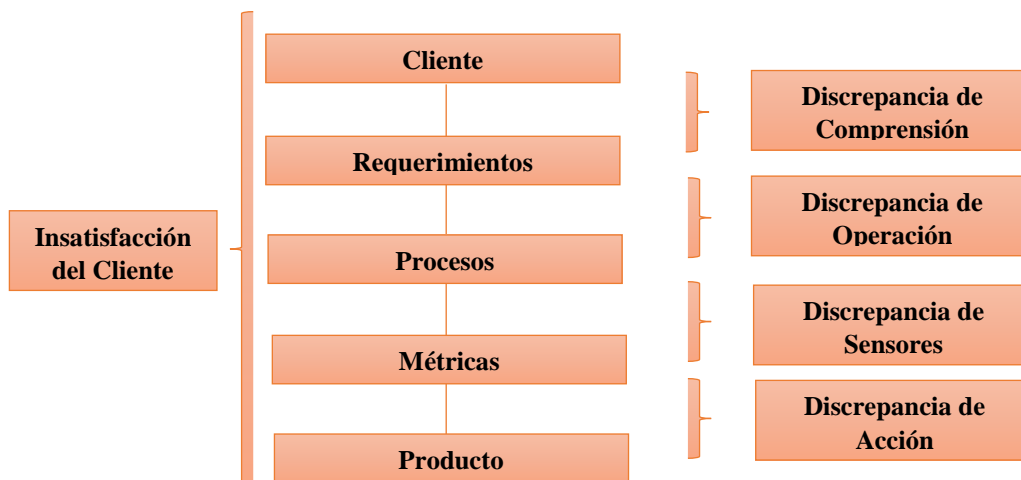 Insatisfacción
del Cliente
Cliente
Requerimientos
Procesos
Métricas
Producto
Discrepancia de
Comprensión
Discrepancia de
Operación
Discrepancia de
Sensores
Discrepancia de
Acción